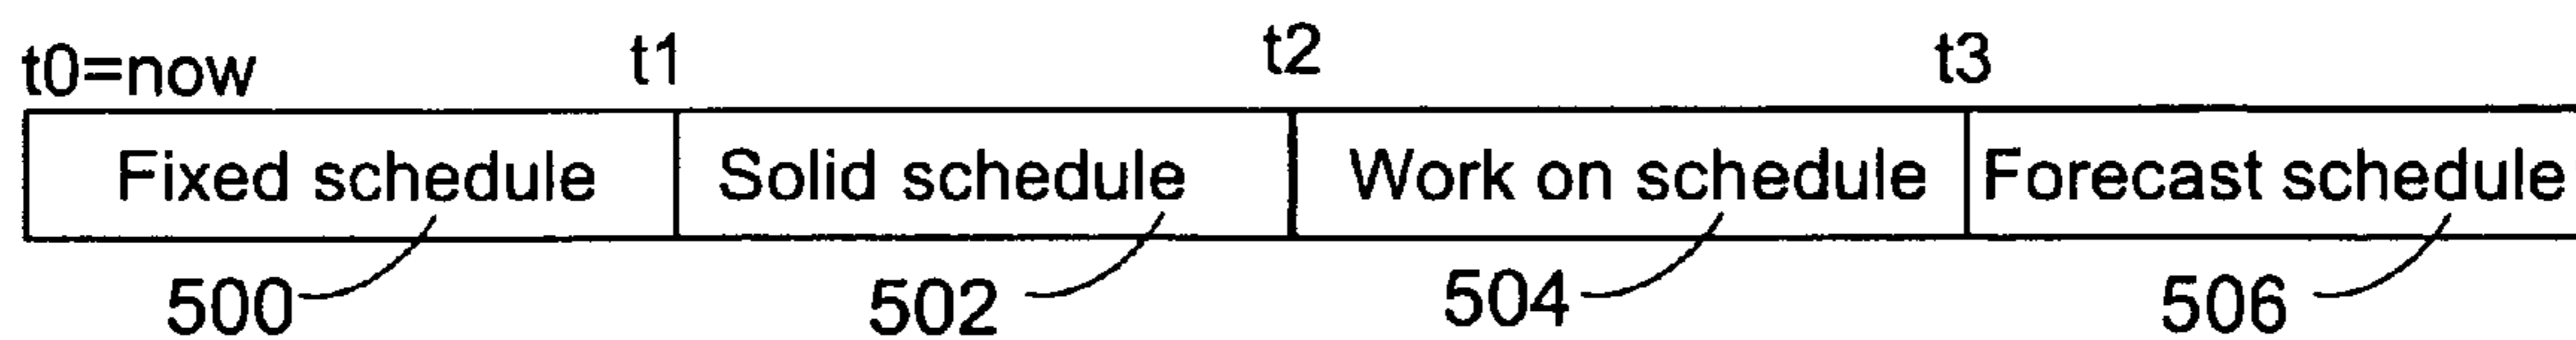 t0=now t1 t2 t3
Fixed schedule Solid schedule Work on schedule Forecast schedule
500 502 504 506